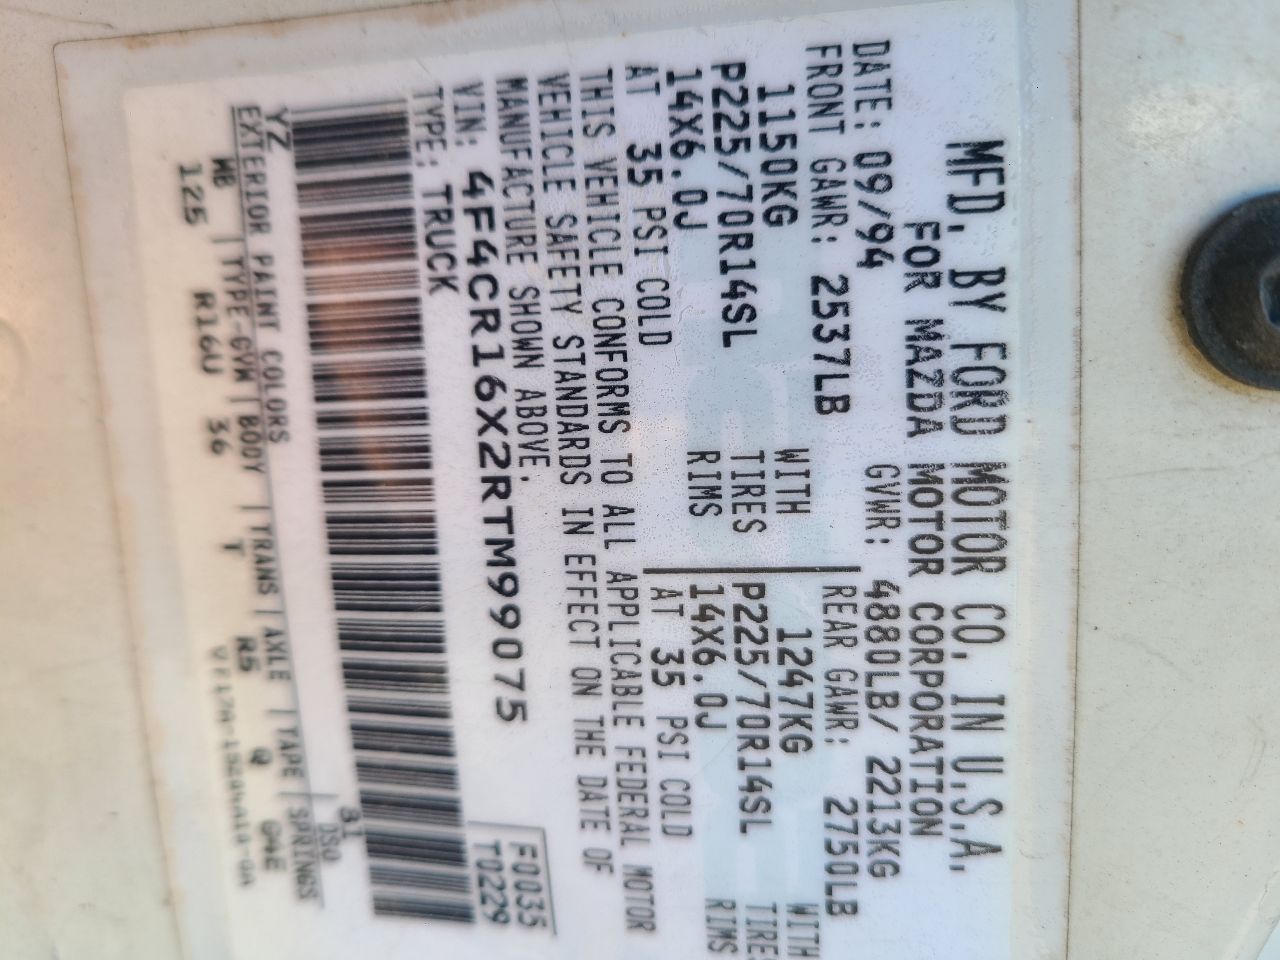 MFD. BY FORD MOTOR CO. IN U.S.A.
FOR MAZDA MOTOR CORPORATION
DATE: 09/94 GVWR: 4880LB/ 2213KG
FRONT GAWR: 2537LB REAR GAWR: 2750LB
1150KG WITH 1247KG WITH
P225/70R14SL TIRES P225/70R14SL TIRES
14X6.0J RIMS 14X6.0J RIMS
AT 35 PSI COLD AT 35 PSI COLD
THIS VEHICLE CONFORMS TO ALL APPLICABLE FEDERAL MOTOR
VEHICLE SAFETY STANDARDS IN EFFECT ON THE DATE OF
MANUFACTURE SHOWN ABOVE.
VIN: 4F4CR16X2RTM99075
TYPE: TRUCK
F0035
T0229
YZ
EXTERIOR PAINT COLORS 81 DSO
WB | TYPE-GVW | BODY | TRANS | AXLE | TAPE | SPRINGS
125 R16U 36 T R5 Q